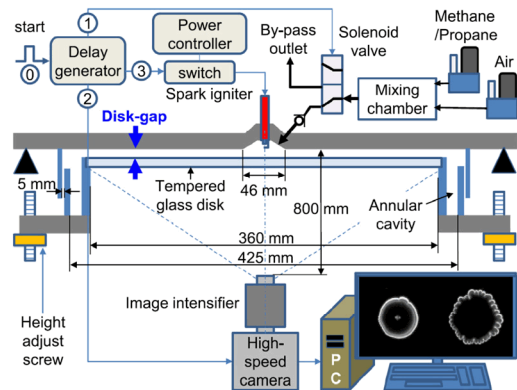 start
0
Delay
generator
1
2
3
Power
controller
switch
Spark igniter
By-pass
outlet
Solenoid
valve
Methane
/Propane
Air
Mixing
chamber
Disk-gap
5 mm
Tempered
glass disk
46 mm
800 mm
Annular
cavity
360 mm
425 mm
Image intensifier
Height
adjust
screw
High-
speed
camera
P
C